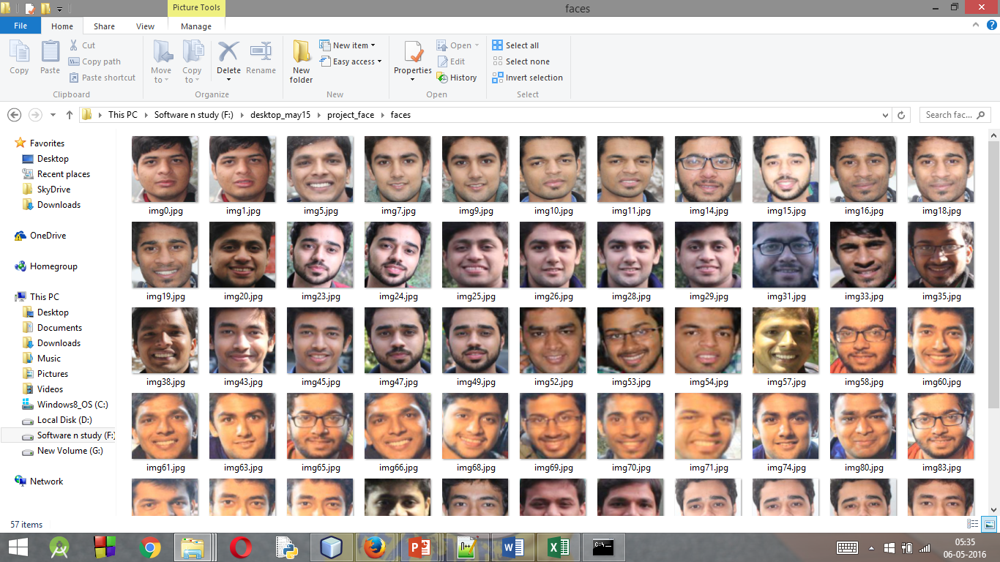 Picture Tools
faces
File
Home
Share
View
Manage
Copy
Paste
Cut
Copy path
Paste shortcut
Clipboard
Move to
Copy to
Delete
Rename
Organize
New folder
New item
Easy access
New
Properties
Open
Edit
History
Open
Select all
Select none
Invert selection
Select
This PC
Software n study (F:)
desktop_may15
project_face
faces
Search fac...
Favorites
Desktop
Recent places
SkyDrive
Downloads
OneDrive
Homegroup
This PC
Desktop
Documents
Downloads
Music
Pictures
Videos
Windows8_OS (C:)
Local Disk (D:)
Software n study (F:)
New Volume (G:)
Network
img0.jpg img1.jpg img5.jpg img7.jpg img9.jpg img10.jpg img11.jpg img14.jpg img15.jpg img16.jpg img18.jpg
img19.jpg img20.jpg img23.jpg img24.jpg img25.jpg img26.jpg img28.jpg img29.jpg img31.jpg img33.jpg img35.jpg
img38.jpg img43.jpg img45.jpg img47.jpg img49.jpg img52.jpg img53.jpg img54.jpg img57.jpg img58.jpg img60.jpg
img61.jpg img63.jpg img65.jpg img66.jpg img68.jpg img69.jpg img70.jpg img71.jpg img74.jpg img80.jpg img83.jpg
57 items
05:35
06-05-2016